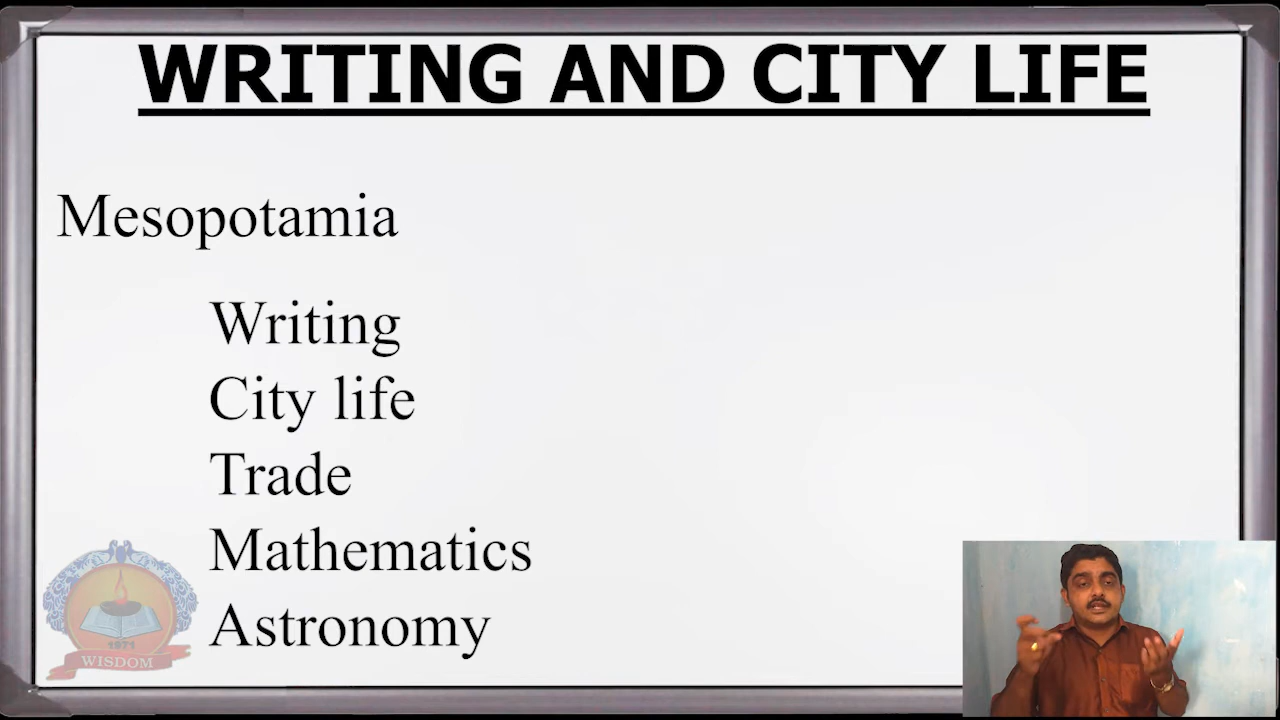 WRITING AND CITY LIFE
Mesopotamia
Writing
City life
Trade
Mathematics
Astronomy
1971
WISDOM